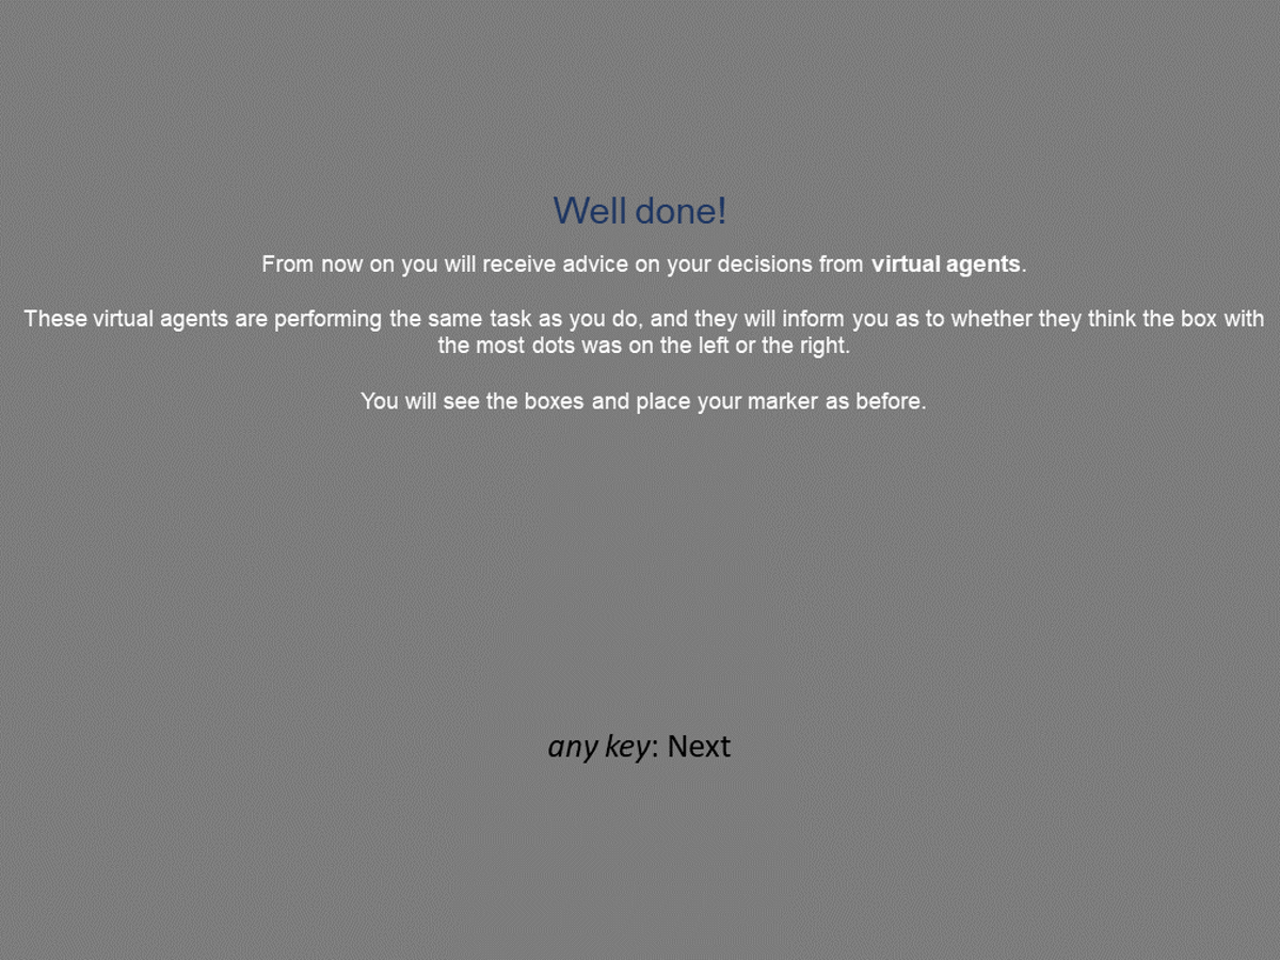 Well done!
From now on you will receive advice on your decisions from virtual agents.
These virtual agents are performing the same task as you do, and they will inform you as to whether they think the box with
the most dots was on the left or the right.
You will see the boxes and place your marker as before.
any key: Next